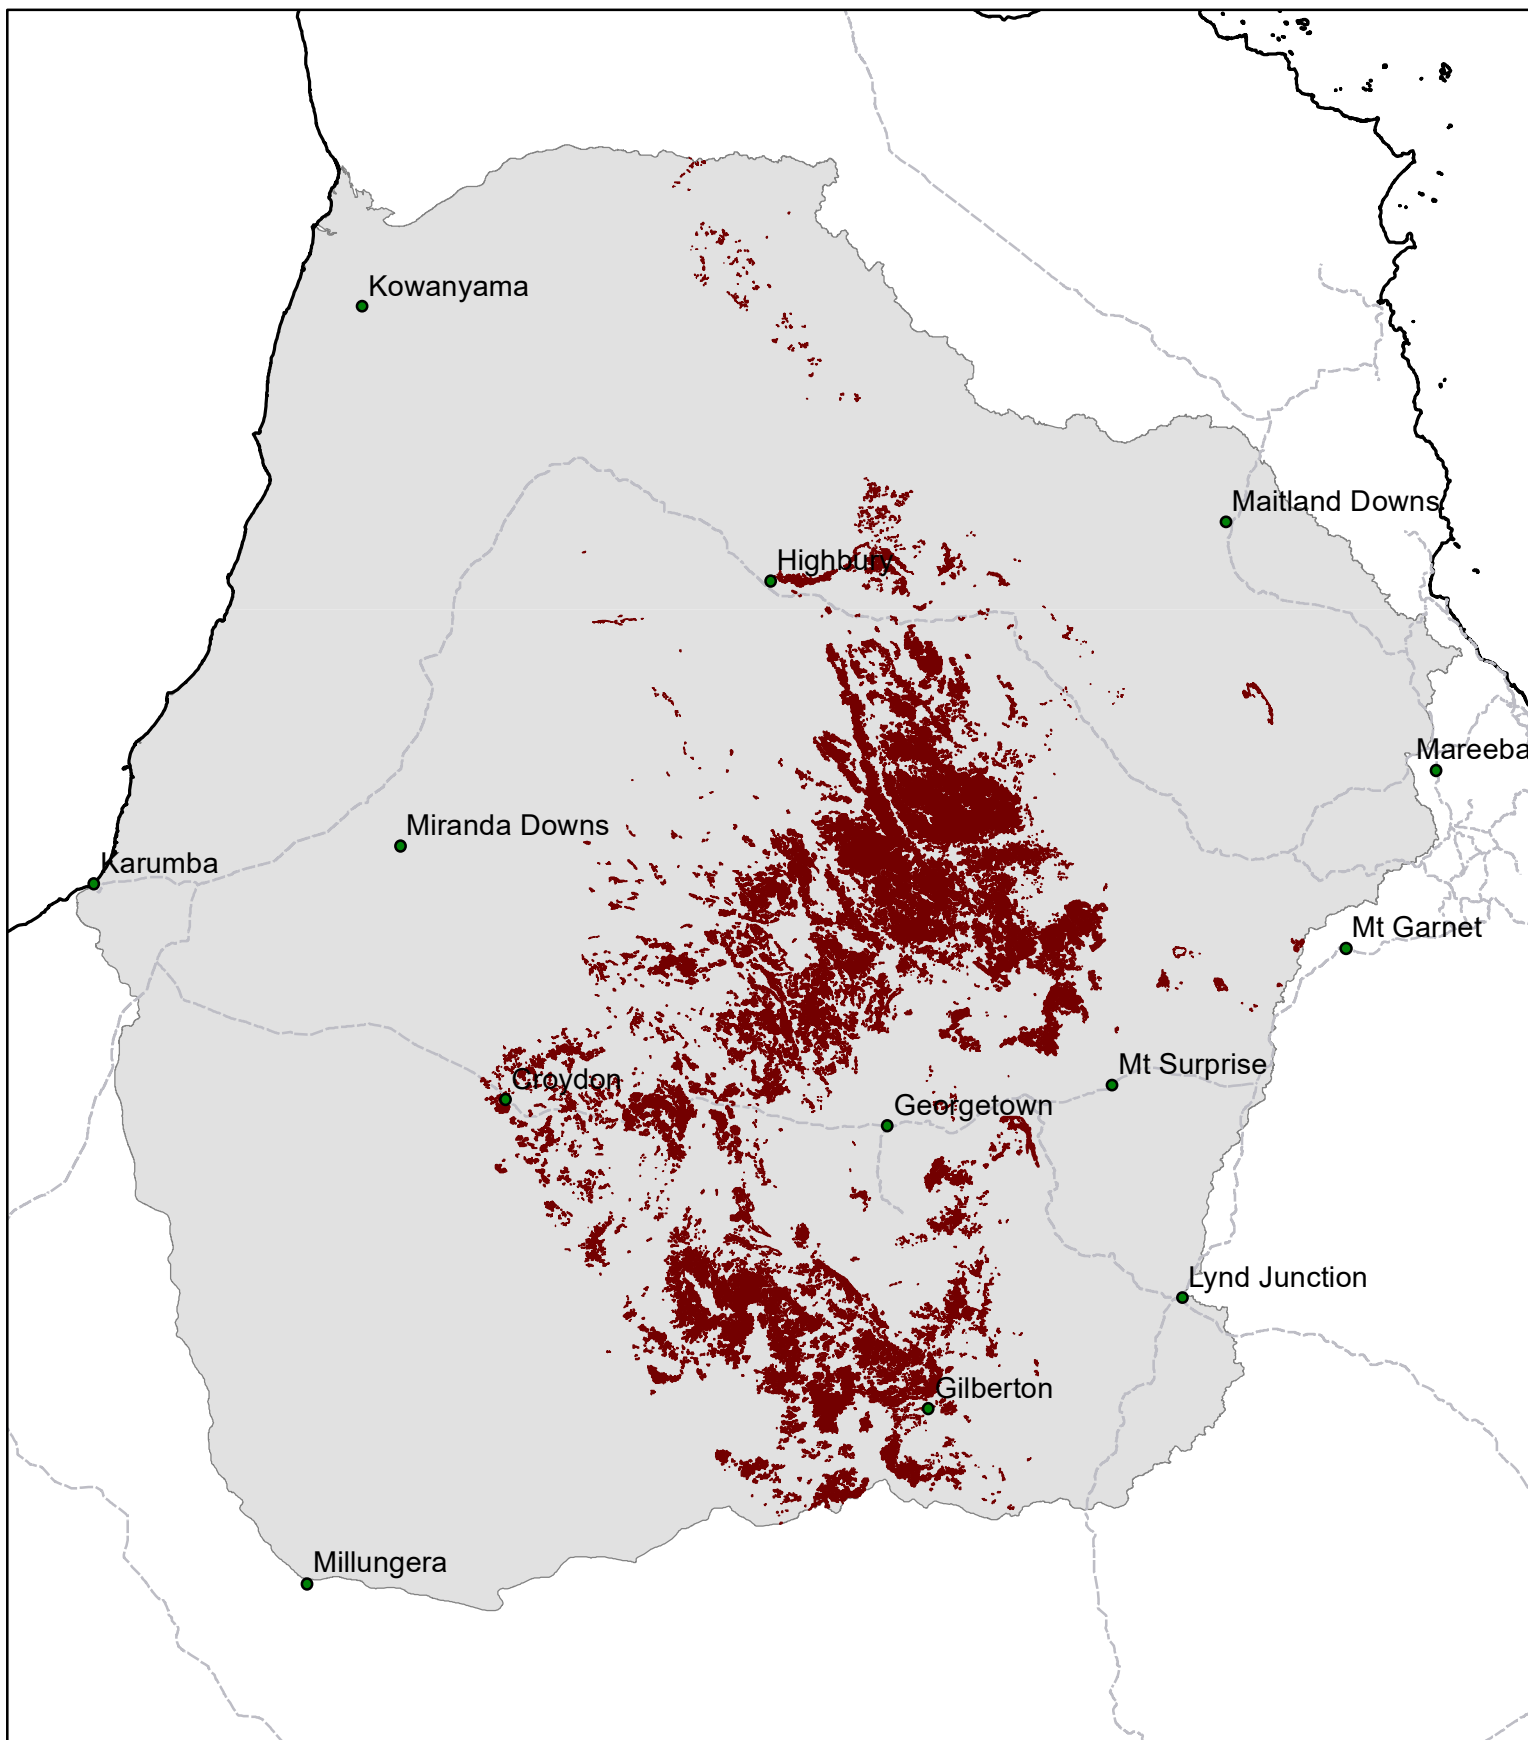 Kowanyama
Maitland Downs
Highbury
Mareeba
Miranda Downs
Karumba
Mt Garnet
Mt Surprise
Croydon
Georgetown
Lynd Junction
Gilberton
Millungera